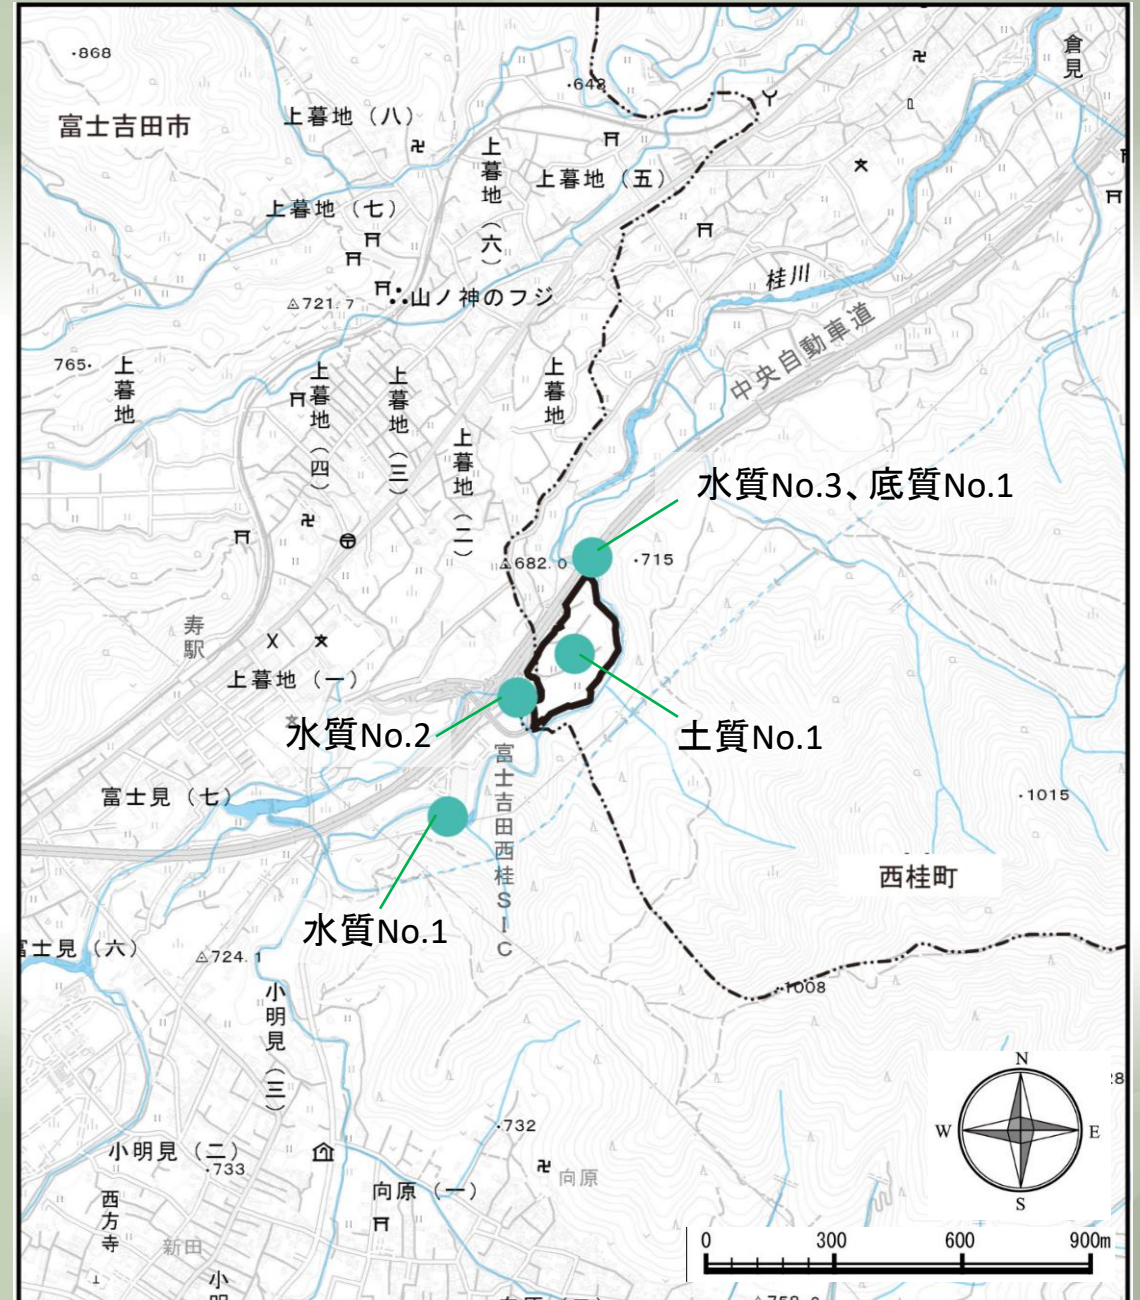 倉見
・868
・648
富士吉田市
上暮地（八）
上暮地（六）
上暮地（五）
上暮地（七）
桂川
山ノ神のフジ
721.7
中央自動車道
765・
上暮地
上暮地（四）
上暮地（三）
上暮地
上暮地（二）
水質No.3、底質No.1
682.0
・715
寿駅
上暮地（一）
水質No.2
土質No.1
富士吉田西桂SIC
富士見（七）
・1015
西桂町
水質No.1
富士見（六）
724.1
・1008
小明見（三）
N
W
E
S
・732
小明見（二）
・733
向原
向原（一）
西方寺
新田
0
300
600
900m